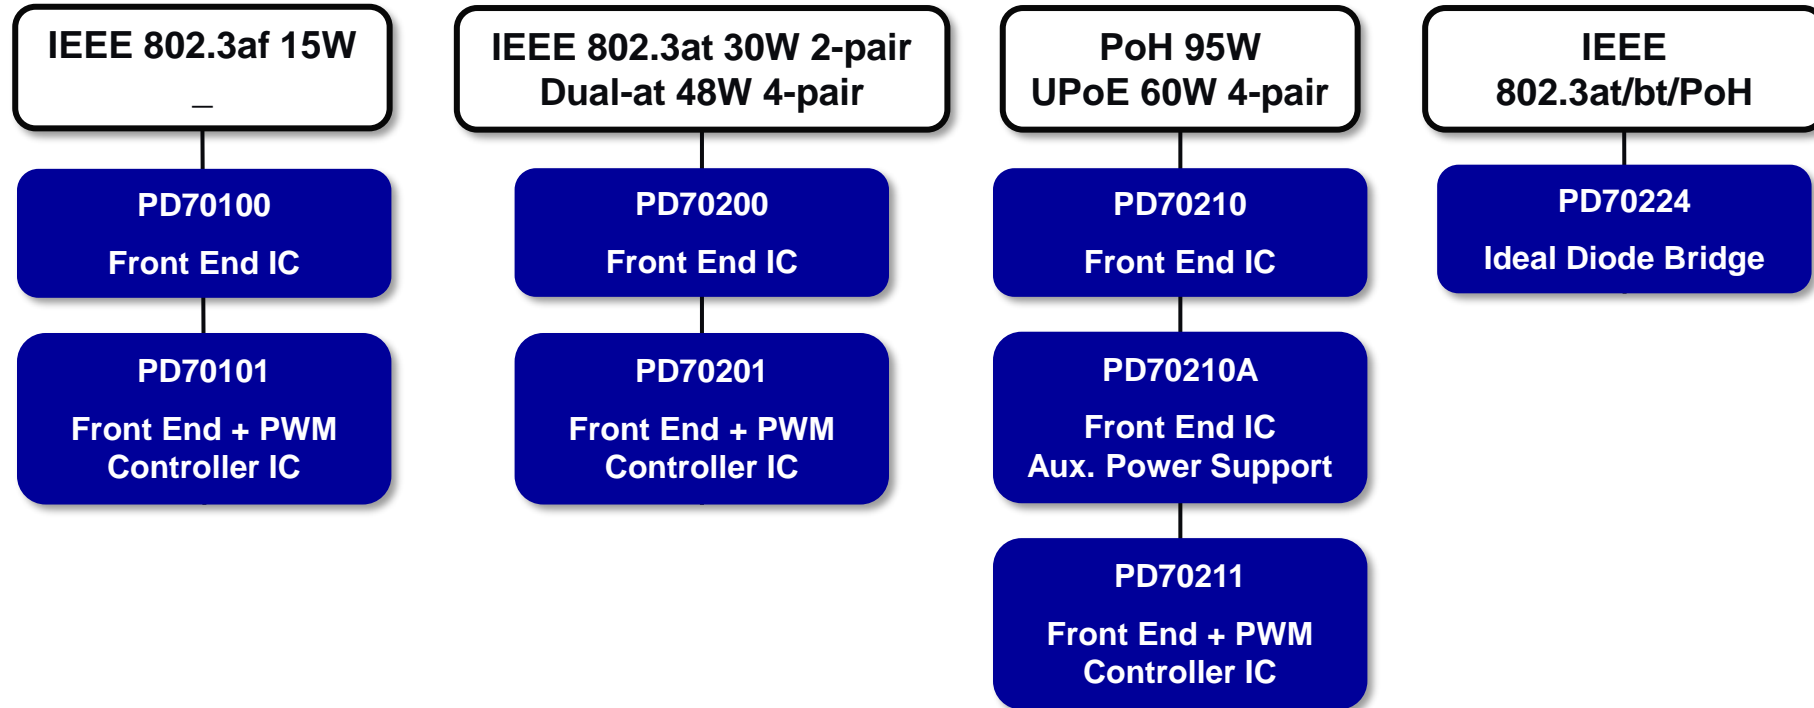 IEEE 802.3af 15W
_
PD70100
Front End IC
PD70101
Front End + PWM
Controller IC
IEEE 802.3at 30W 2-pair
Dual-at 48W 4-pair
PD70200
Front End IC
PD70201
Front End + PWM
Controller IC
PoH 95W
UPoE 60W 4-pair
PD70210
Front End IC
PD70210A
Front End IC
Aux. Power Support
PD70211
Front End + PWM
Controller IC
IEEE
802.3at/bt/PoH
PD70224
Ideal Diode Bridge